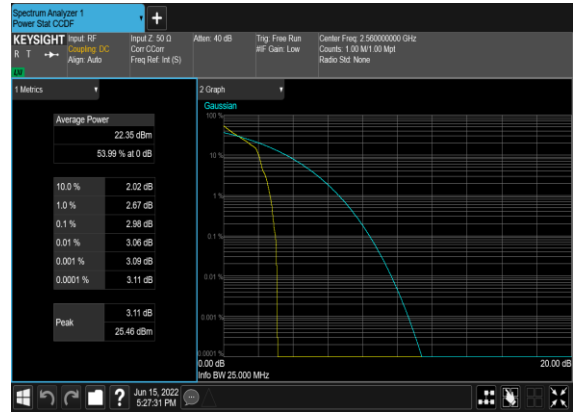 Spectrum Analyzer 1
Power Stat CCDF
+
KEYSIGHT
R T
LW
Input: RF
Coupling: DC
Align: Auto
Input Z: 50 Ω
Corr CCorr
Freq Ref: Int (S)
Atten: 40 dB
Trig: Free Run
#IF Gain: Low
Center Freq: 2.560000000 GHz
Counts: 1.00 M/1.00 Mpt
Radio Std: None
1 Metrics
Average Power
22.35 dBm
53.99 % at 0 dB
10.0 % 2.02 dB
1.0 % 2.67 dB
0.1 % 2.98 dB
0.01 % 3.06 dB
0.001 % 3.09 dB
0.0001 % 3.11 dB
Peak
3.11 dB
25.46 dBm
2 Graph
Gaussian
100 %
10 %
1 %
0.1 %
0.01 %
0.001 %
0.0001 %
0.00 dB
20.00 dB
Info BW 25.000 MHz
?
Jun 15, 2022
5:27:31 PM